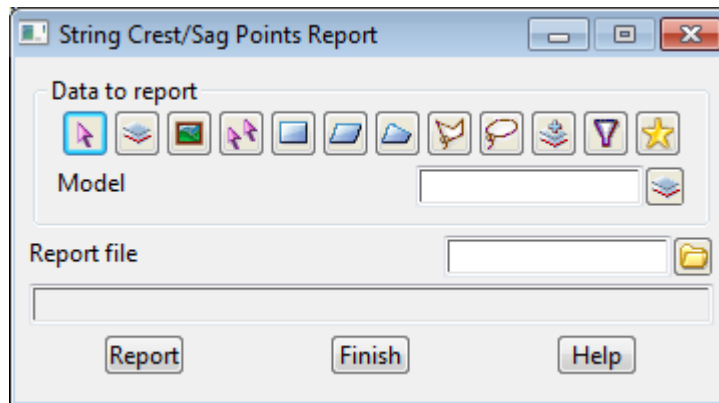 String Crest/Sag Points Report
Data to report
Model
Report file
Report Finish Help